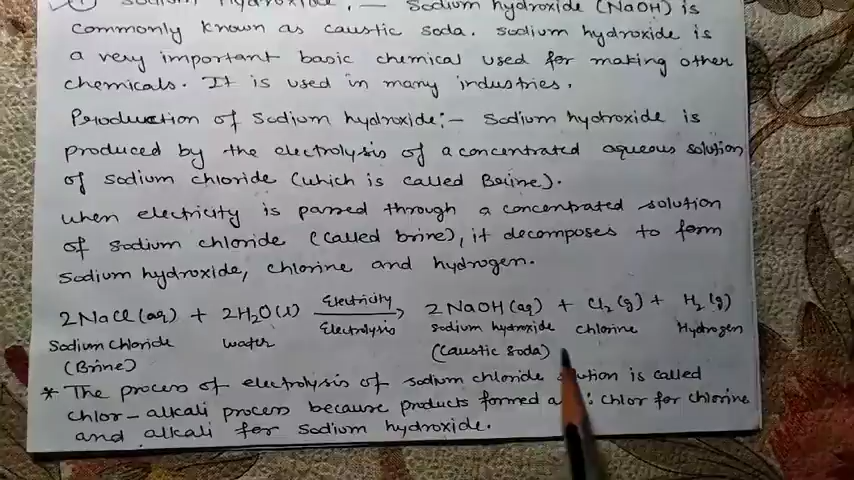 (1) Sodium Hydroxide :— Sodium hydroxide (NaOH) is
commonly known as caustic soda. Sodium hydroxide is
a very important basic chemical used for making other
chemicals. It is used in many industries.
Production of Sodium hydroxide:— Sodium hydroxide is
produced by the electrolysis of a concentrated aqueous solution
of sodium chloride (which is called Brine).
When electricity is passed through a concentrated solution
of sodium chloride (called brine), it decomposes to form
sodium hydroxide, chlorine and hydrogen.
2NaCl(aq) + 2H₂O(l) Electricity → Electrolysis 2NaOH(aq) + Cl₂(g) + H₂(g)
Sodium chloride water sodium hydroxide chlorine Hydrogen
(Brine) (Caustic Soda)
* The process of electrolysis of sodium chloride is called
chlor-alkali process because products formed chlor for chlorine
and alkali for sodium hydroxide.